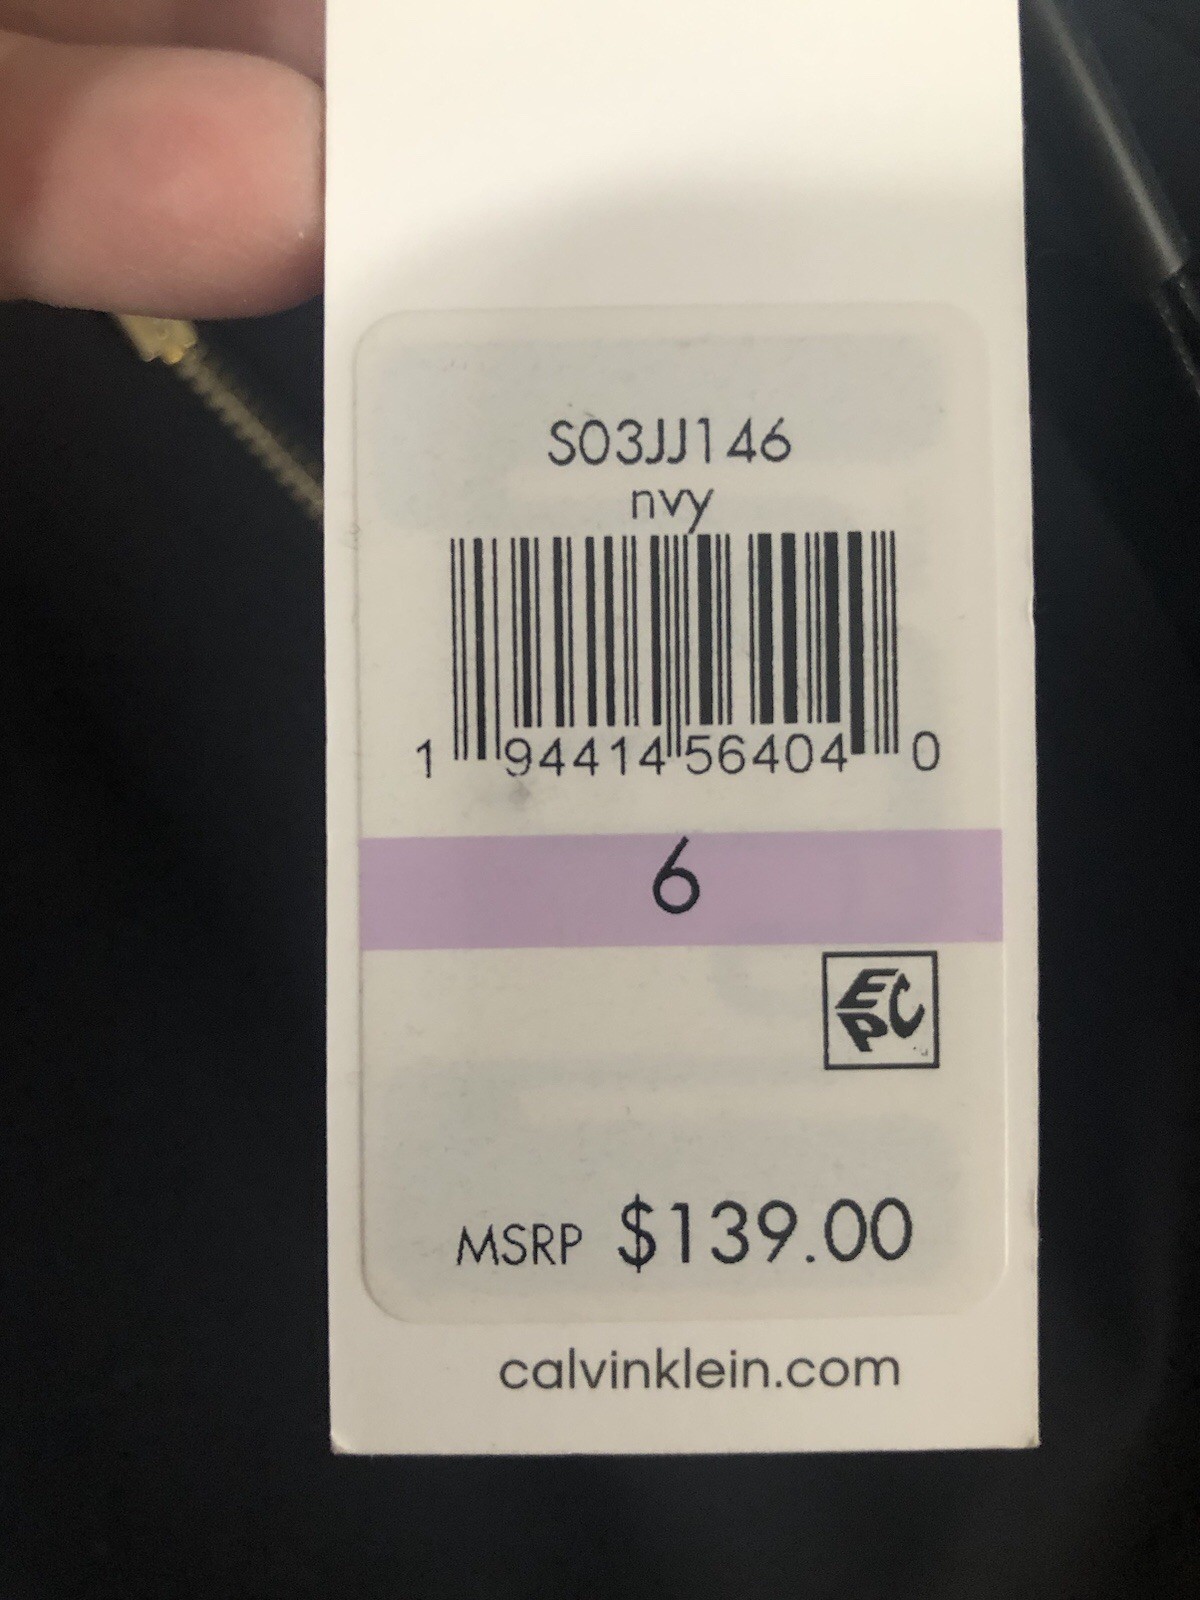 S03JJ146
nvy
1 94414 56404 0
6
EPC
MSRP $139.00
calvinklein.com